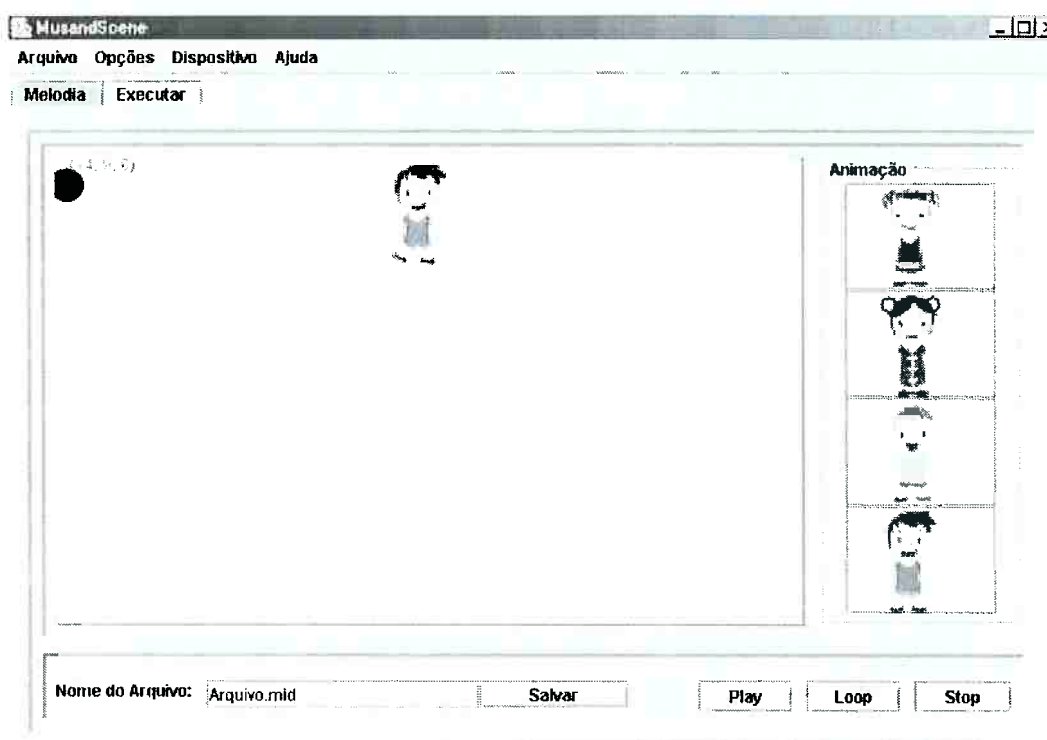 MusandScene
Arquivo Opções Dispositivo Ajuda
Melodia Executar
Animação
Nome do Arquivo: Arquivo.mid Salvar Play Loop Stop